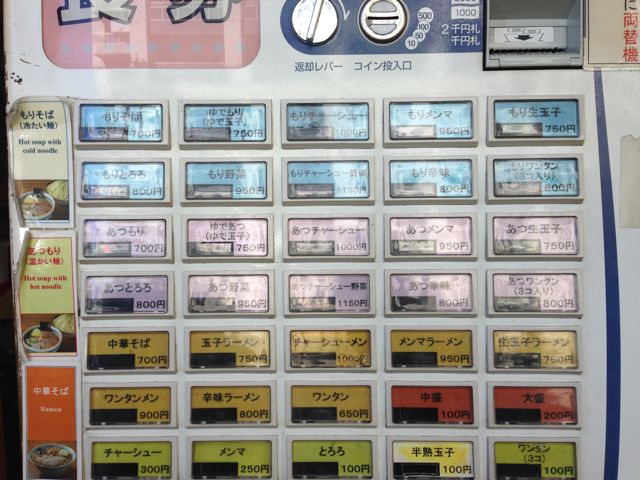 食券
返却レバー
コイン投入口
500
100
50
10
1000
2千円札
千円札
に両替機
もりそば
(冷たい麺)
Hot soup with
cold noodle
もりそば 700円
ゆでもり
(ゆで玉子) 750円
もりチャーシュー 1000円
もりメンマ 950円
もり生玉子 750円
もりとろろ 800円
もり野菜 950円
もりチャーシュー野菜 1150円
もり辛味 800円
もりワンタン
(3コ入り) 800円
あつもり
(温かい麺)
Hot soup with
hot noodle
あつもり 700円
ゆであつ
(ゆで玉子) 750円
あつチャーシュー 1000円
あつメンマ 950円
あつ生玉子 750円
あつとろろ 800円
あつ野菜 950円
あつチャーシュー野菜 1150円
あつ辛味 800円
あつワンタン
(3コ入り) 800円
中華そば
Ramen
中華そば 700円
玉子ラーメン 750円
チャーシューメン 1000円
メンマラーメン 950円
生玉子ラーメン 750円
ワンタンメン 900円
辛味ラーメン 800円
ワンタン 650円
中盛 100円
大盛 200円
チャーシュー 300円
メンマ 250円
とろろ 100円
半熟玉子 100円
ワンタン
(3コ) 100円